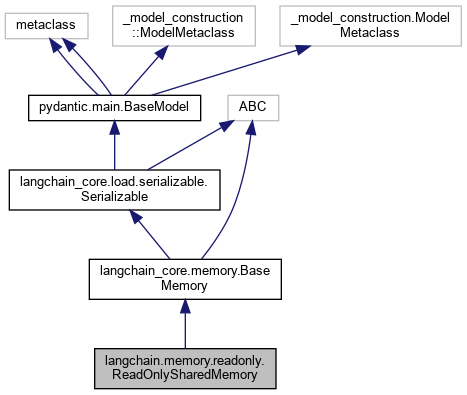 metaclass
_model_construction
::ModelMetaclass
_model_construction.Model
Metaclass
pydantic.main.BaseModel
ABC
langchain_core.load.serializable.
Serializable
langchain_core.memory.Base
Memory
langchain.memory.readonly.
ReadOnlySharedMemory